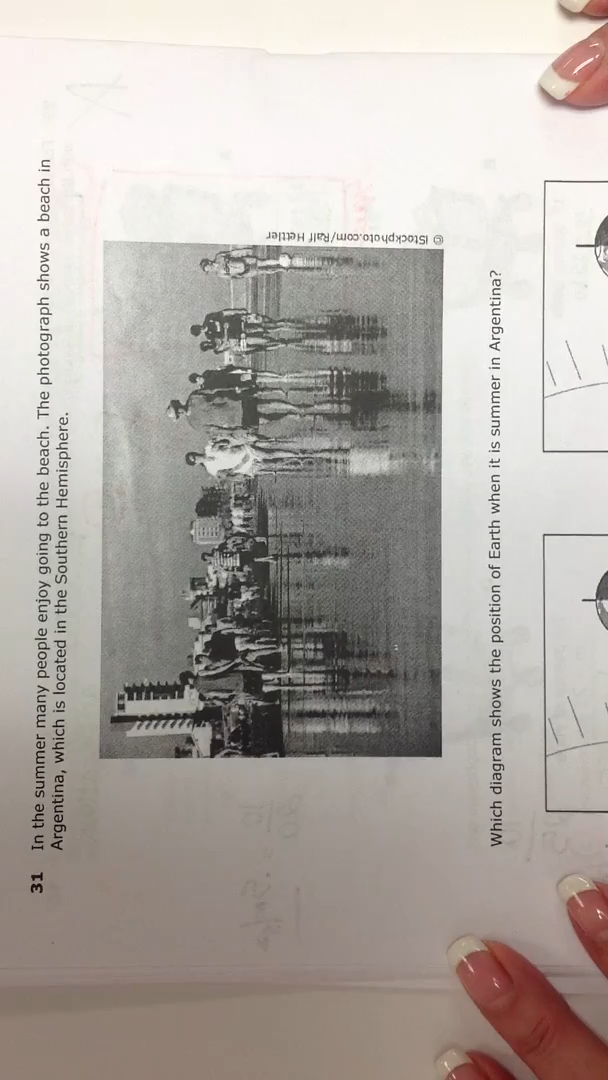 31 In the summer many people enjoy going to the beach. The photograph shows a beach in
Argentina, which is located in the Southern Hemisphere.
© iStockphoto.com/Ralf Hettler
Which diagram shows the position of Earth when it is summer in Argentina?